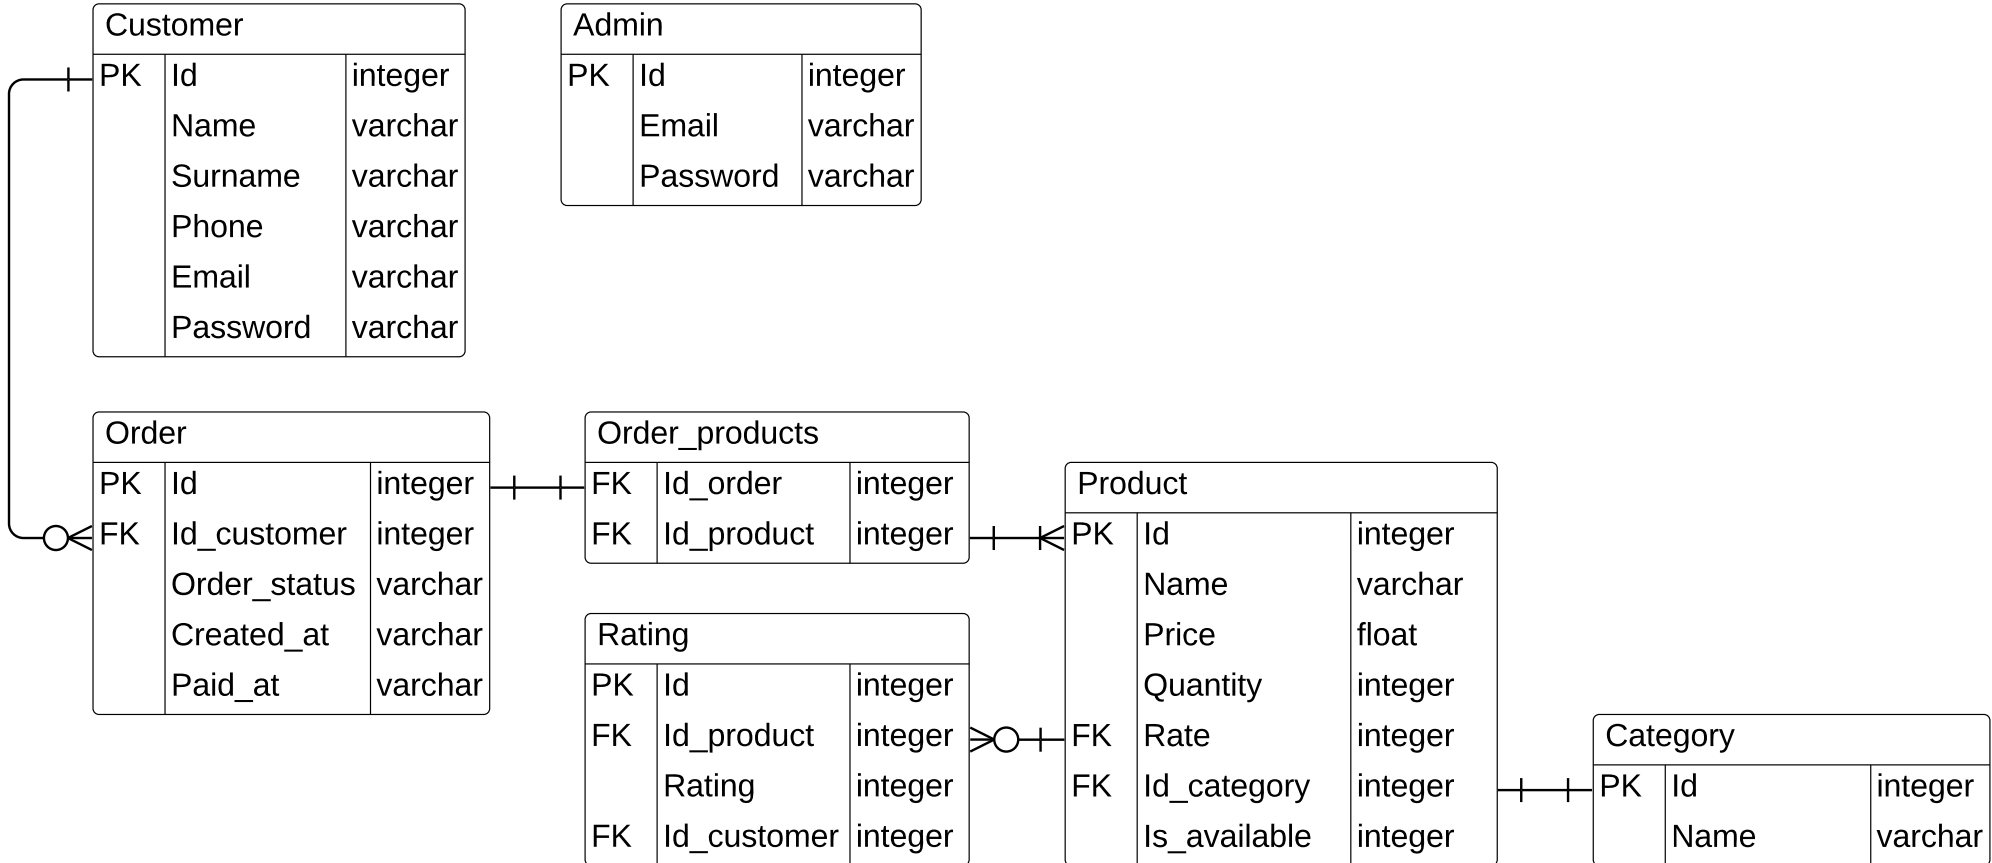 Customer
PK Id integer
Name varchar
Surname varchar
Phone varchar
Email varchar
Password varchar
Admin
PK Id integer
Email varchar
Password varchar
Order
PK Id integer
FK Id_customer integer
Order_status varchar
Created_at varchar
Paid_at varchar
Order_products
FK Id_order integer
FK Id_product integer
Rating
PK Id integer
FK Id_product integer
Rating integer
FK Id_customer integer
Product
PK Id integer
Name varchar
Price float
Quantity integer
FK Rate integer
FK Id_category integer
Is_available integer
Category
PK Id integer
Name varchar